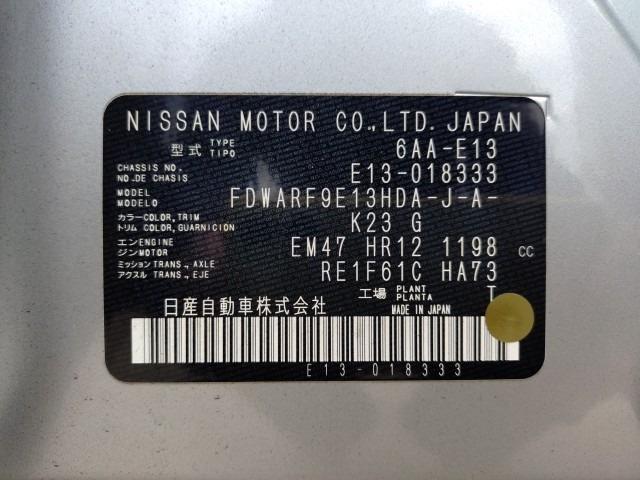 NISSAN MOTOR CO.,LTD. JAPAN
型式 TYPE TIPO 6AA-E13
CHASSIS NO. NO.DE CHASIS E13-018333
MODEL MODELO FDWARF9E13HDA-J-A-
カラー COLOR, TRIM トリム COLOR, GUARNICION K23 G
エンジン ENGINE MOTOR EM47 HR12 1198 CC
ミッション TRANS., AXLE アクスル TRANS., EJE RE1F61C HA73
工場 PLANT PLANTA T
日産自動車株式会社 MADE IN JAPAN
E13-018333